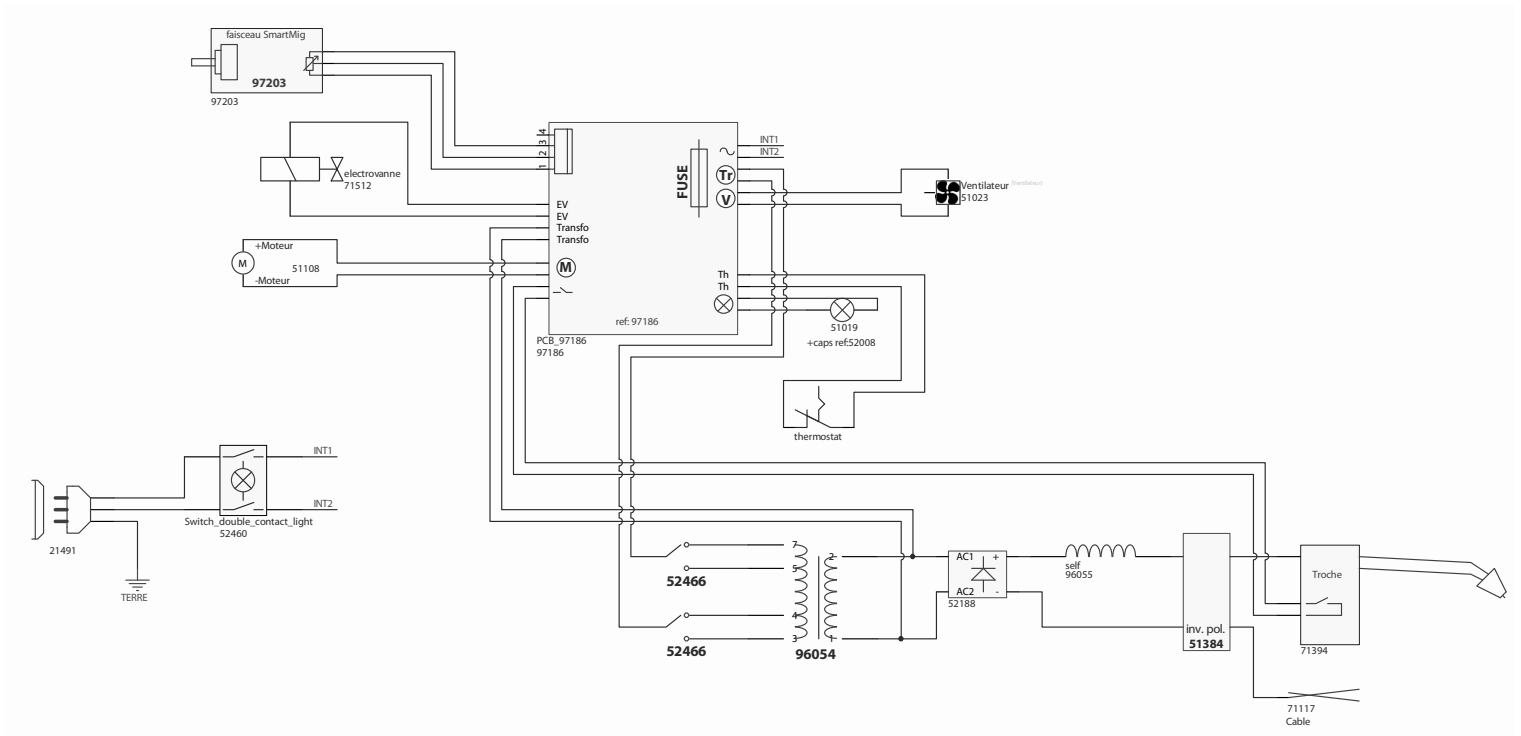 faisceau SmartMig
97203
97203
electrovanne
71512
+Moteur
M
51108
-Moteur
4
3
2
1
EV
EV
Transfo
Transfo
M
FUSE
Tr
V
Th
Th
ref: 97186
PCB_97186
97186
INT1
INT2
Ventilateur
51023
51019
+caps ref:52008
thermostat
INT1
INT2
Switch_double_contact_light
52460
21491
TERRE
52466
52466
7
5
4
3
2
1
96054
AC1 +
AC2 -
52188
self
96055
inv. pol.
51384
Troche
71394
71117
Cable